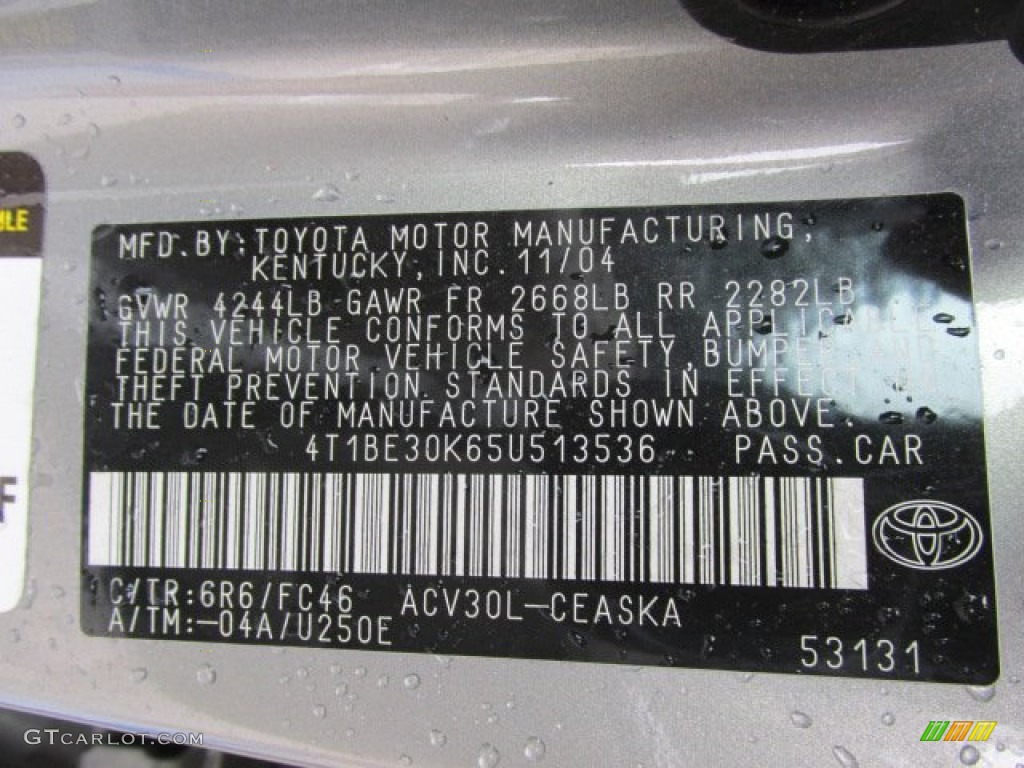 MFD. BY: TOYOTA MOTOR MANUFACTURING,
KENTUCKY, INC. 11/04
GVWR 4244LB GAWR FR 2668LB RR 2282LB
THIS VEHICLE CONFORMS TO ALL APPLICABLE
FEDERAL MOTOR VEHICLE SAFETY, BUMPER AND
THEFT PREVENTION STANDARDS IN EFFECT ON
THE DATE OF MANUFACTURE SHOWN ABOVE.
4T1BE30K65U513536 PASS. CAR
C/TR: 6R6/FC46 ACV30L-CEASKA
A/TM:-04A/U250E
53131
GTCARLOT.COM